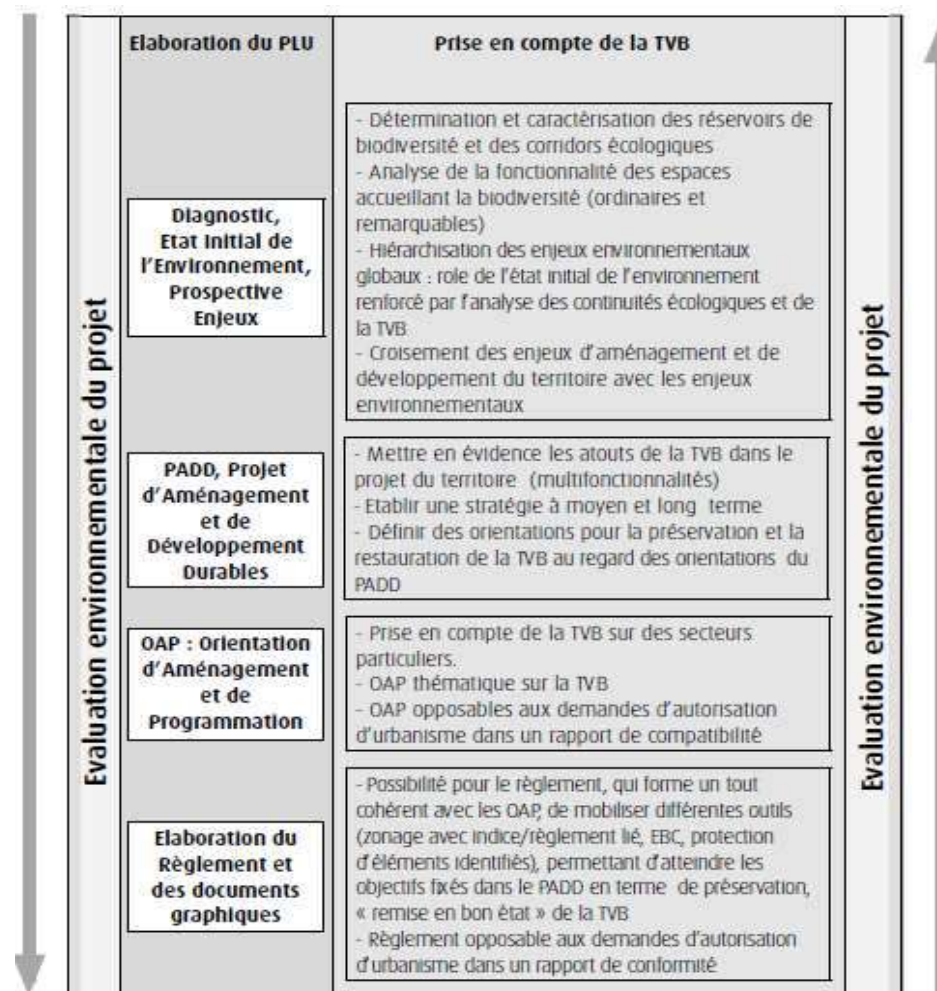 Elaboration du PLU
Prise en compte de la TVB
Evaluation environnementale du projet
Diagnostic,
Etat Initial de
l'Environnement,
Prospective
Enjeux
- Détermination et caractérisation des réservoirs de
biodiversité et des corridors écologiques
- Analyse de la fonctionnalité des espaces
accueillant la biodiversité (ordinaires et
remarquables)
- Hiérarchisation des enjeux environnementaux
globaux : role de l'état initial de l'environnement
renforcé par l'analyse des continuités écologiques et de
la TVB
- Croisement des enjeux d'aménagement et de
développement du territoire avec les enjeux
environnementaux
PADD, Projet
d'Aménagement
et de
Développement
Durables
- Mettre en évidence les atouts de la TVB dans le
projet du territoire (multifonctionnalités)
- Etablir une stratégie à moyen et long terme
- Définir des orientations pour la préservation et la
restauration de la TVB au regard des orientations du
PADD
OAP : Orientation
d'Aménagement
et de
Programmation
- Prise en compte de la TVB sur des secteurs
particuliers.
- OAP thématique sur la TVB
- OAP opposables aux demandes d'autorisation
d'urbanisme dans un rapport de compatibilité
Elaboration du
Règlement et
des documents
graphiques
- Possibilité pour le règlement, qui forme un tout
cohérent avec les OAP, de mobiliser différentes outils
(zonage avec indice/règlement lié, EBC, protection
d'éléments identifiés), permettant d'atteindre les
objectifs fixés dans le PADD en terme de préservation,
« remise en bon état » de la TVB
- Règlement opposable aux demandes d'autorisation
d'urbanisme dans un rapport de conformité
Evaluation environnementale du projet